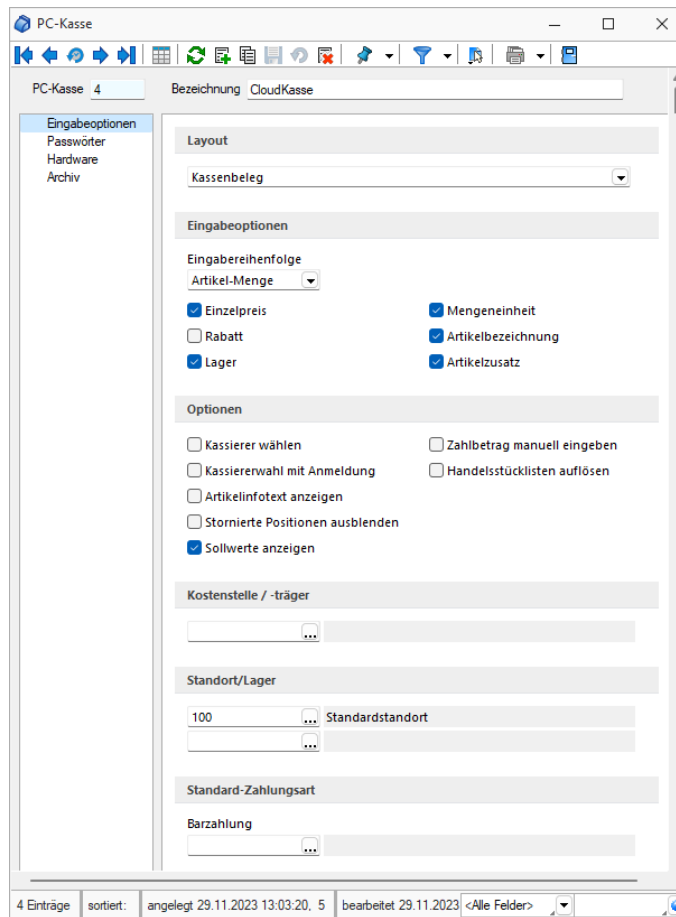 PC-Kasse
PC-Kasse 4 Bezeichnung CloudKasse
Eingabeoptionen
Passwörter
Hardware
Archiv
Layout
Kassenbeleg
Eingabeoptionen
Eingabereihenfolge
Artikel-Menge
Einzelpreis Mengeneinheit
Rabatt Artikelbezeichnung
Lager Artikelzusatz
Optionen
Kassierer wählen Zahlbetrag manuell eingeben
Kassiererwahl mit Anmeldung Handelsstücklisten auflösen
Artikelinfotext anzeigen
Stornierte Positionen ausblenden
Sollwerte anzeigen
Kostenstelle / -träger
...
Standort/Lager
100 ... Standardstandort
...
Standard-Zahlungsart
Barzahlung
...
4 Einträge sortiert: angelegt 29.11.2023 13:03:20, 5 bearbeitet 29.11.2023 <Alle Felder>